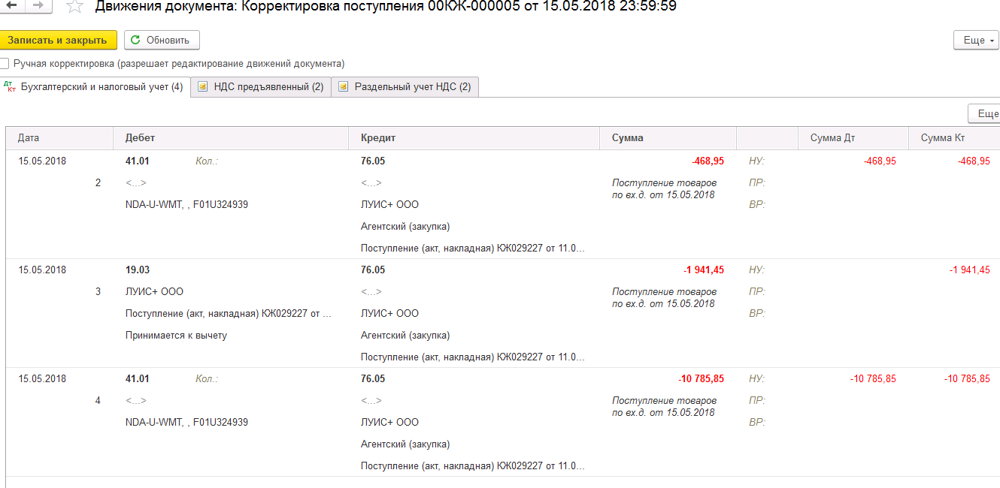 Движения документа: Корректировка поступления 00КЖ-000005 от 15.05.2018 23:59:59
Записать и закрыть Обновить Еще
Ручная корректировка (разрешает редактирование движений документа)
Дт Кт Бухгалтерский и налоговый учет (4) НДС предъявленный (2) Раздельный учет НДС (2)
Еще
Дата Дебет Кредит Сумма Сумма Дт Сумма Кт
15.05.2018 41.01 Кол.: 76.05 -468,95 НУ: -468,95 -468,95
2 <...> <...> Поступление товаров ПР:
по вх.д. от 15.05.2018
NDA-U-WMT, , F01U324939 ЛУИС+ ООО ВР:
Агентский (закупка)
Поступление (акт, накладная) КЖ029227 от 11.0...
15.05.2018 19.03 76.05 -1 941,45 НУ: -1 941,45
3 ЛУИС+ ООО <...> Поступление товаров ПР:
по вх.д. от 15.05.2018
Поступление (акт, накладная) КЖ029227 от ... ЛУИС+ ООО ВР:
Принимается к вычету Агентский (закупка)
Поступление (акт, накладная) КЖ029227 от 11.0...
15.05.2018 41.01 Кол.: 76.05 -10 785,85 НУ: -10 785,85 -10 785,85
4 <...> <...> Поступление товаров ПР:
по вх.д. от 15.05.2018
NDA-U-WMT, , F01U324939 ЛУИС+ ООО ВР:
Агентский (закупка)
Поступление (акт, накладная) КЖ029227 от 11.0...